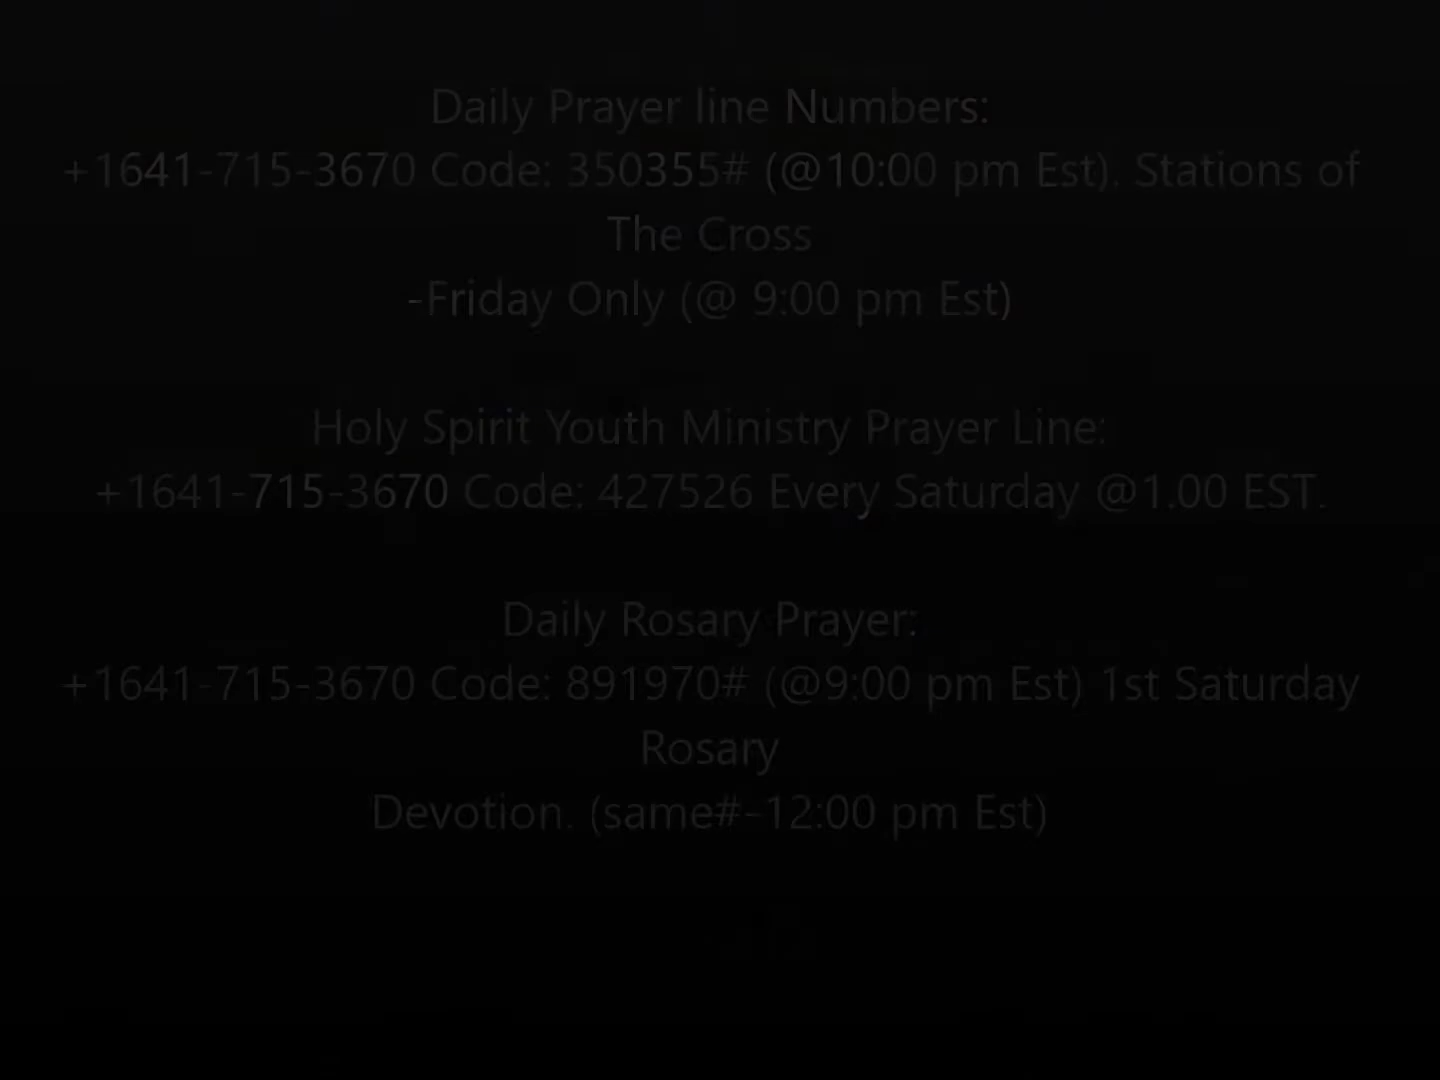 Daily Prayer line Numbers:
+1641-715-3670 Code: 350355# (@10:00 pm Est). Stations of
The Cross
-Friday Only (@ 9:00 pm Est)
Holy Spirit Youth Ministry Prayer Line:
+1641-715-3670 Code: 427526 Every Saturday @1.00 EST.
Daily Rosary Prayer:
+1641-715-3670 Code: 891970# (@9:00 pm Est) 1st Saturday
Rosary
Devotion. (same#-12:00 pm Est)